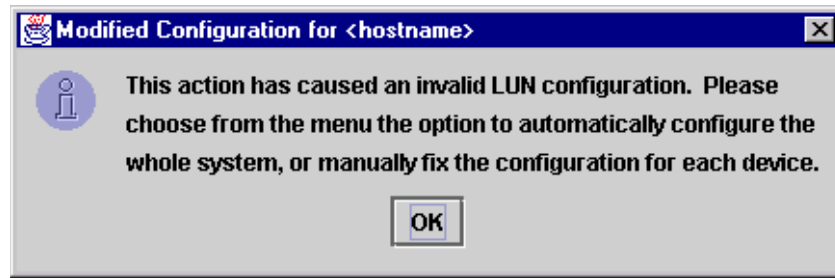 Modified Configuration for <hostname>
This action has caused an invalid LUN configuration. Please
choose from the menu the option to automatically configure the
whole system, or manually fix the configuration for each device.
OK